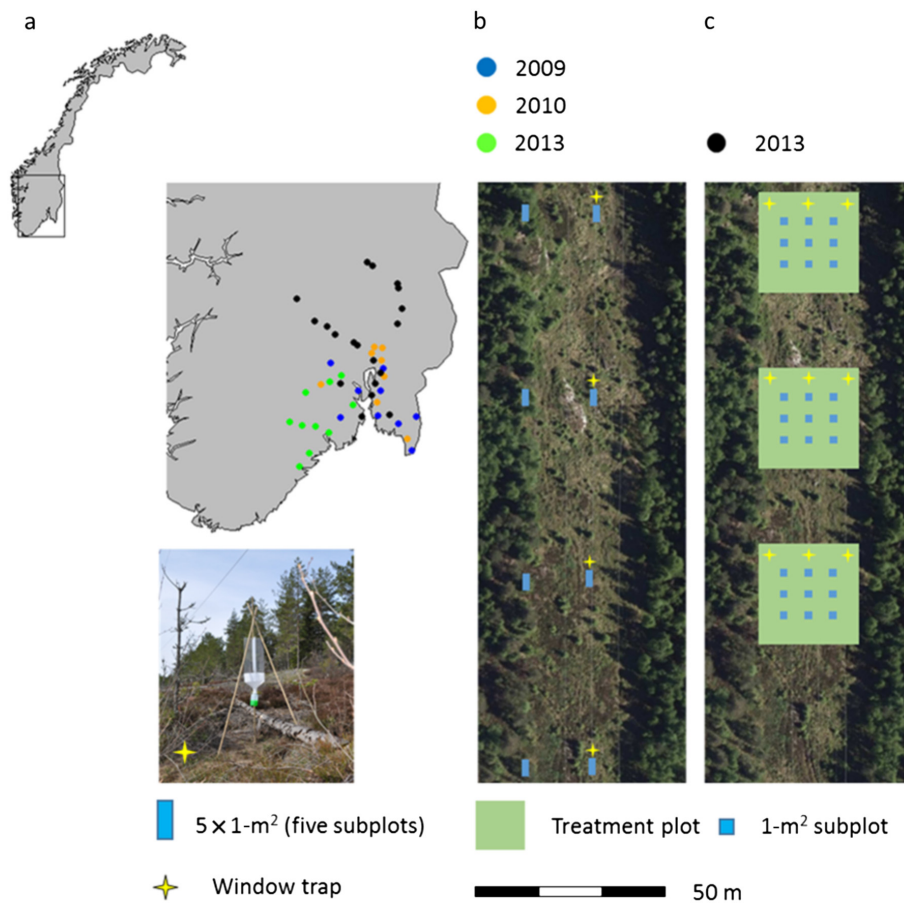 a
b
c
2009
2010
2013
2013
5 × 1-m² (five subplots)
Treatment plot
1-m² subplot
Window trap
50 m